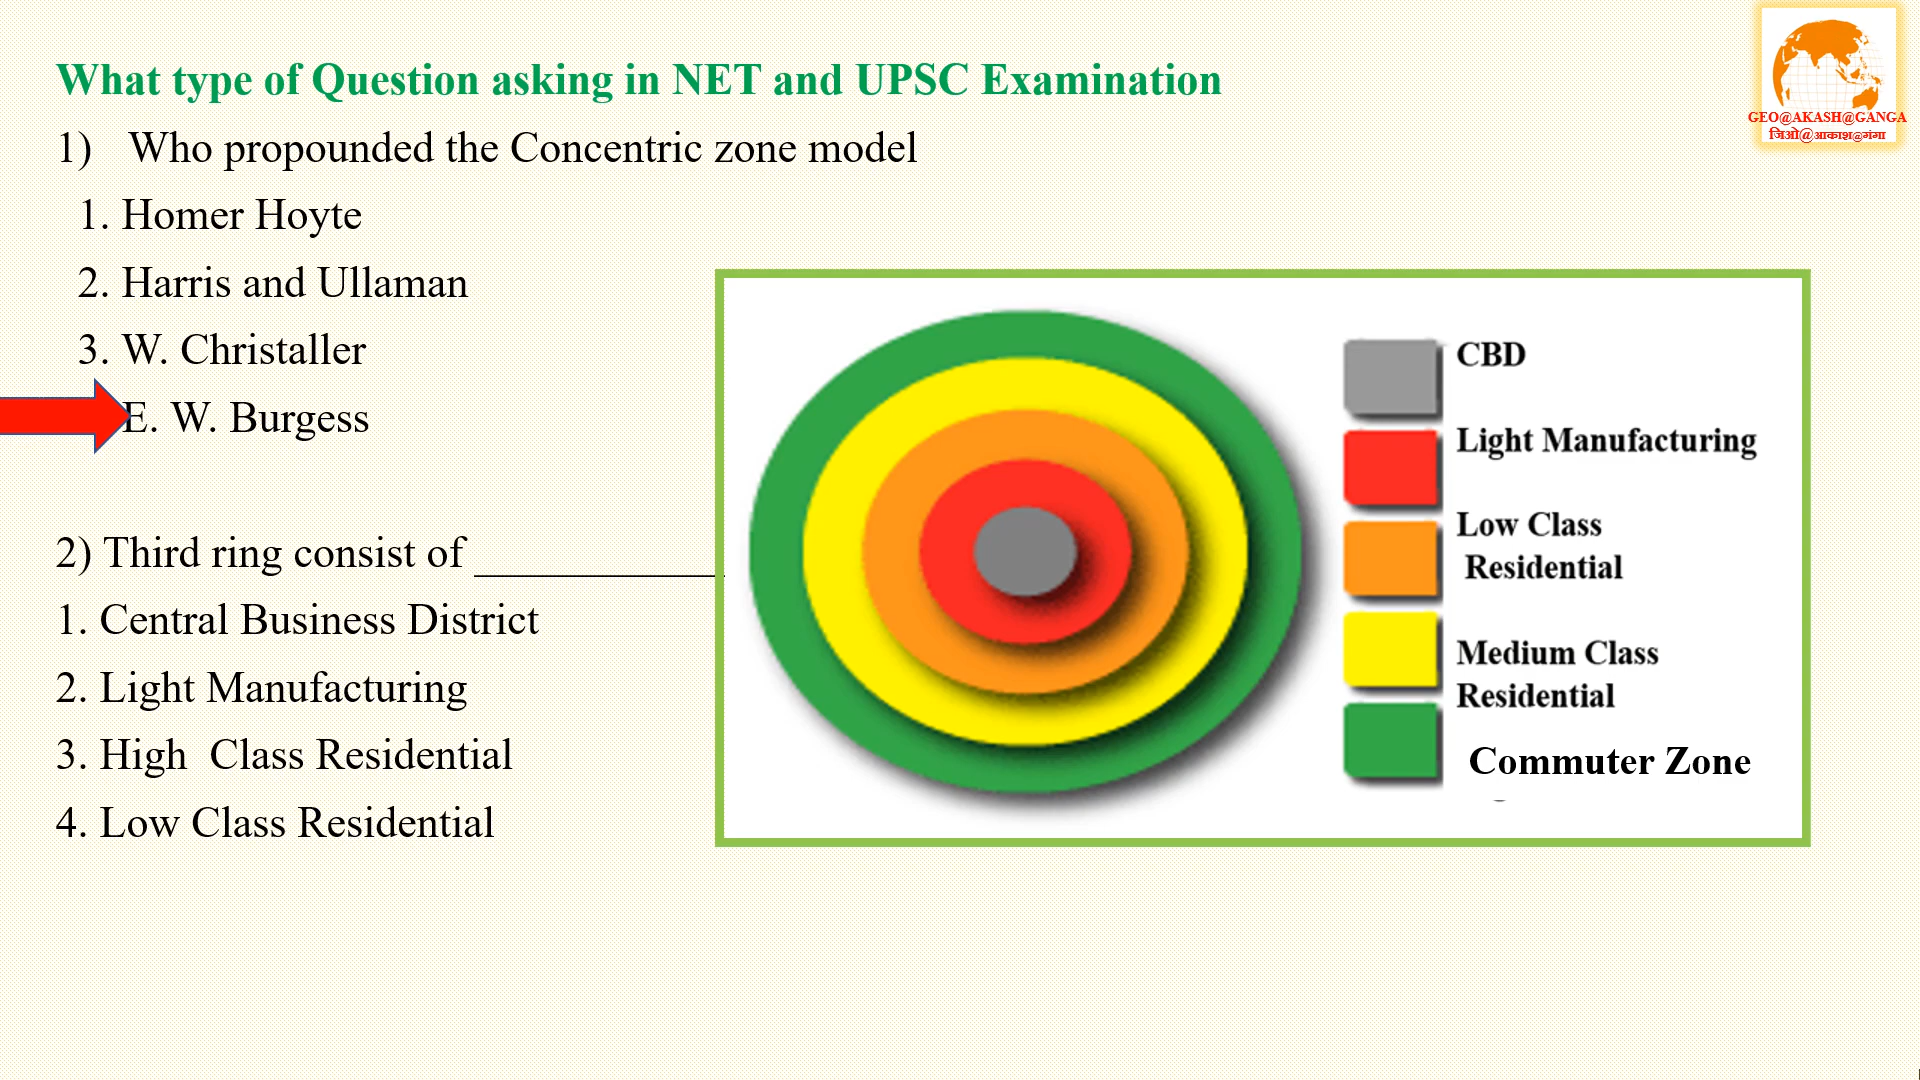 What type of Question asking in NET and UPSC Examination
1) Who propounded the Concentric zone model
1. Homer Hoyte
2. Harris and Ullaman
3. W. Christaller
E. W. Burgess
2) Third ring consist of ____________
1. Central Business District
2. Light Manufacturing
3. High Class Residential
4. Low Class Residential
CBD
Light Manufacturing
Low Class
Residential
Medium Class
Residential
Commuter Zone
GEO@AKASH@GANGA
जिओ@आकाश@गंगा